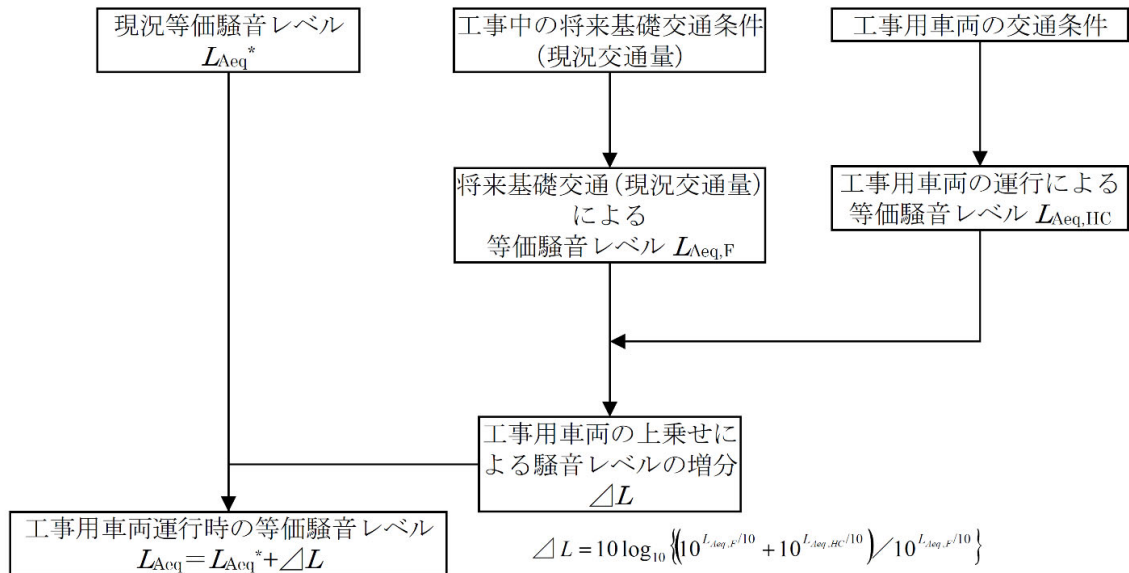 現況等価騒音レベル
LAeq*
工事中の将来基礎交通条件
(現況交通量)
工事用車両の交通条件
将来基礎交通(現況交通量)
による
等価騒音レベル LAeq,F
工事用車両の運行による
等価騒音レベル LAeq,HC
工事用車両の上乗せに
よる騒音レベルの増分
⊿L
工事用車両運行時の等価騒音レベル
LAeq=LAeq*+⊿L
⊿L=10log10{(10^LAeq,F/10+10^LAeq,HC/10)/10^LAeq,F/10}